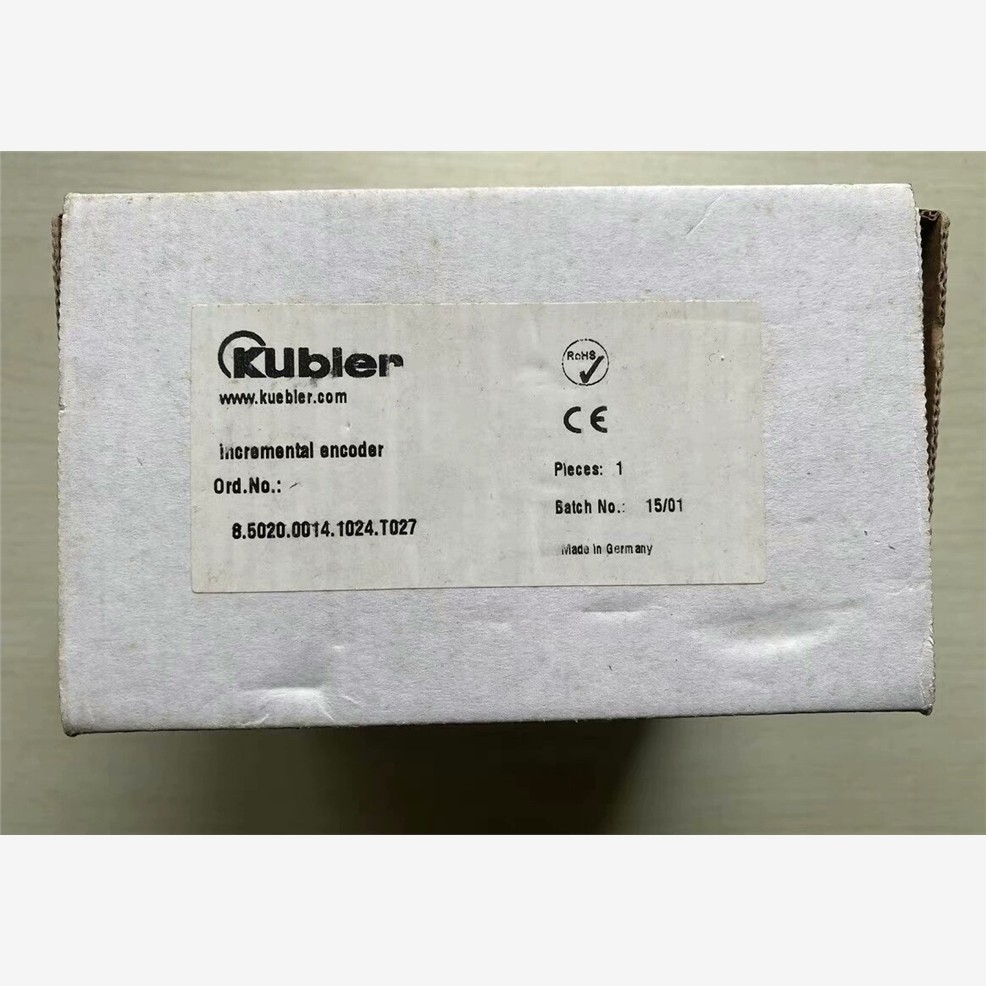 Kübler
www.kuebler.com
Incremental encoder
Ord.No.:
8.5020.0014.1024.T027
RoHS
CE
Pieces: 1
Batch No.: 15/01
Made in Germany